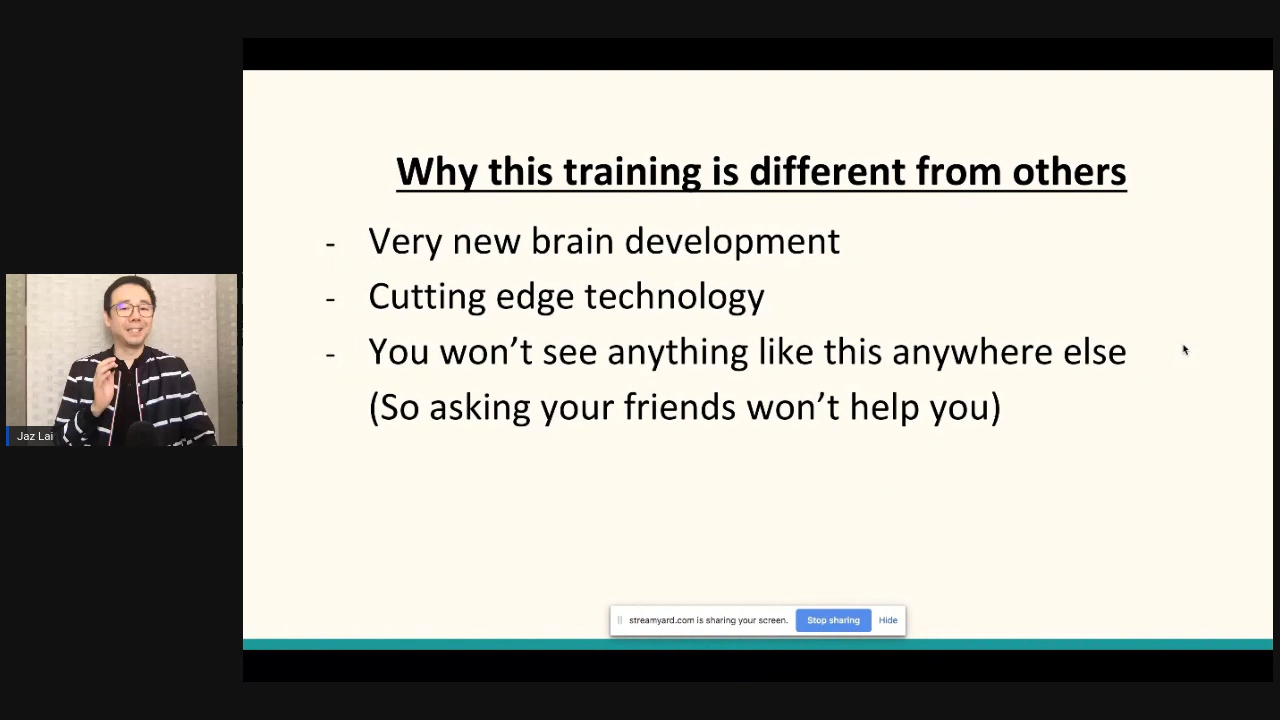 Why this training is different from others
- Very new brain development
- Cutting edge technology
- You won’t see anything like this anywhere else
(So asking your friends won’t help you)
Jaz Lai
streamyard.com is sharing your screen. Stop sharing Hide